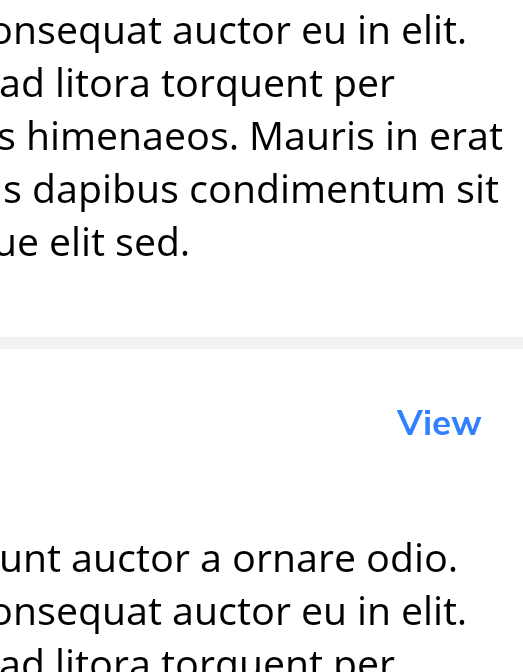 onsequat auctor eu in elit.
ad litora torquent per
s himenaeos. Mauris in erat
s dapibus condimentum sit
ue elit sed.
View
unt auctor a ornare odio.
onsequat auctor eu in elit.
ad litora torquent per